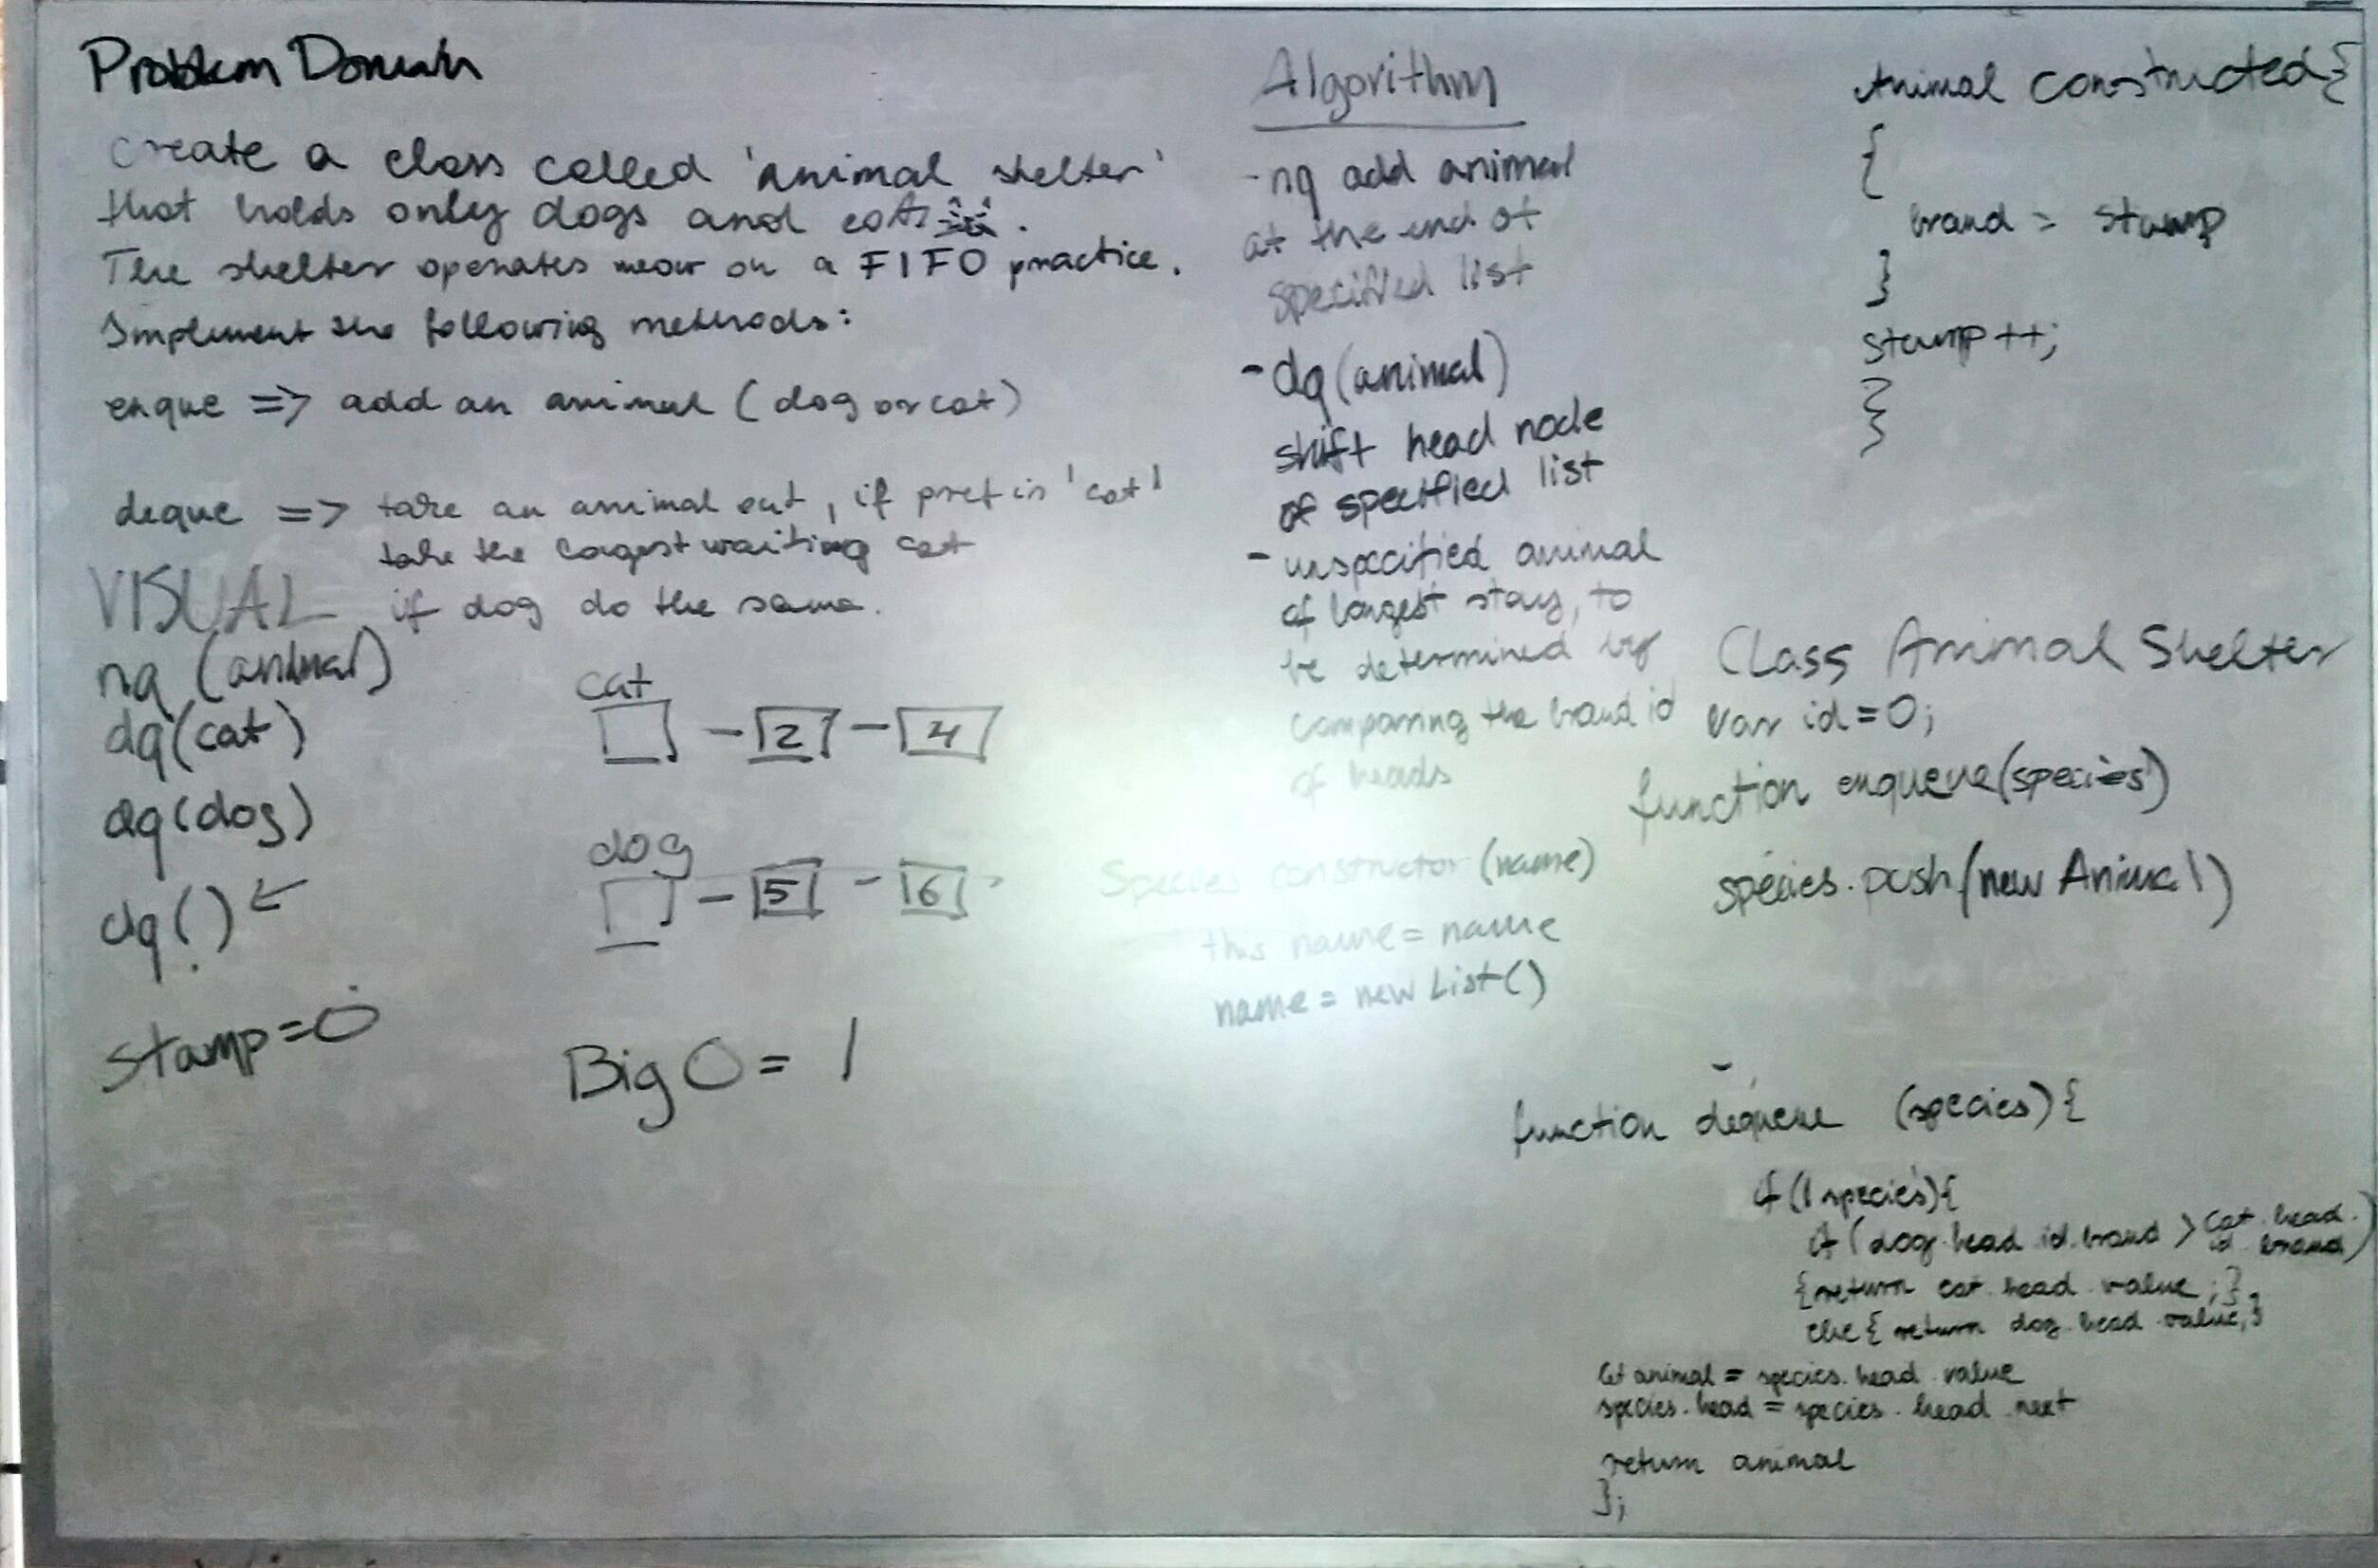 Problem Domain
create a class called 'animal shelter'
that holds only dogs and cats.
The shelter operates meow on a FIFO practice.
Implement the following methods:
enque => add an animal (dog or cat)
deque => take an animal out, if pref is 'cat'
take the longest waiting cat
if dog do the same.
VISUAL
nq (animal)
dq(cat)
dq(dog)
dq() ←
stamp=0
cat
2 - 4
dog
5 - 6
Big O = 1
Algorithm
- nq add animal
at the end of
specified list
- dq(animal)
shift head node
of specified list
- unspecified animal
of longest stay, to
be determined by
comparing the brand id
of heads
Species constructor (name)
this name = name
name = new List()
Animal constructed {
{
brand = stamp
}
stamp++;
}
}
Class Animal Shelter
Var id=0;
function enqueue(species)
species.push(new Animal)
function dequeue (species){
if (!species){
if (dog.head.id.brand > cat.head.
id brand)
{return cat.head.value;}
else { return dog.head.value;}
let animal = species.head.value
species.head = species.head.next
return animal
};